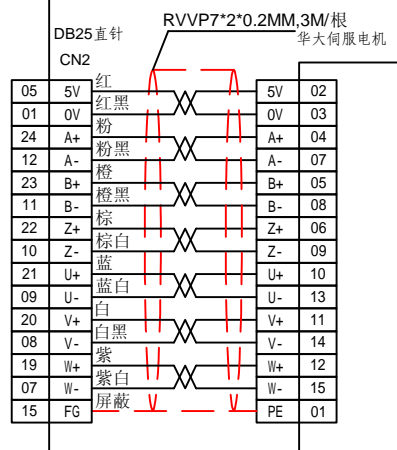 RVVP7*2*0.2MM,3M/根
DB25直针
华大伺服电机
CN2
05 5V 红 5V 02
01 0V 红黑 0V 03
24 A+ 粉 A+ 04
12 A- 粉黑 A- 07
23 B+ 橙 B+ 05
11 B- 橙黑 B- 08
22 Z+ 棕 Z+ 06
10 Z- 棕白 Z- 09
21 U+ 蓝 U+ 10
09 U- 蓝白 U- 13
20 V+ 白 V+ 11
08 V- 白黑 V- 14
19 W+ 紫 W+ 12
07 W- 紫白 W- 15
15 FG 屏蔽 PE 01